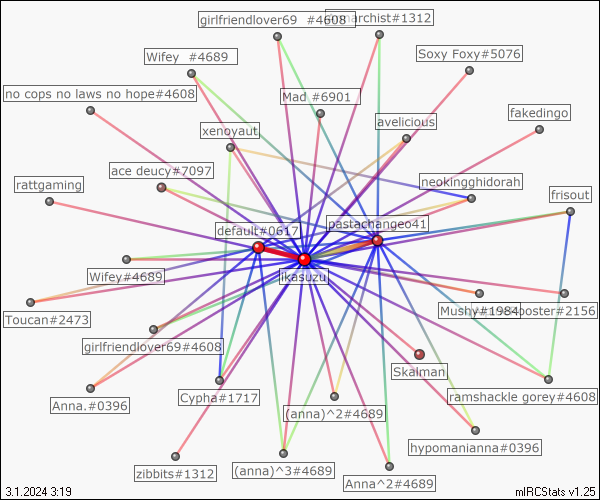 girlfriendlover69 #4608
narchist#1312
Wifey #4689
Soxy Foxy#5076
no cops no laws no hope#4608
Mad #6901
fakedingo
xenoyaut
avelicious
ace deucy#7097
rattgaming
neokingghidorah
frisout
default#0617
pastachangeo41
Wifey#4689
ikasuzu
Toucan#2473
Mushy#1984
poster#2156
girlfriendlover69#4608
Skalman
Anna.#0396
Cypha#1717
(anna)^2#4689
ramshackle gorey#4608
hypomanianna#0396
zibbits#1312
(anna)^3#4689
Anna^2#4689
3.1.2024 3:19
mIRCStats v1.25